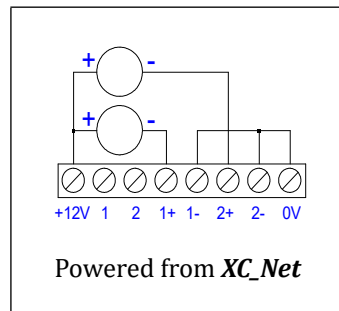 + -
+ -
+12V 1 2 1+ 1- 2+ 2- 0V
Powered from XC_Net